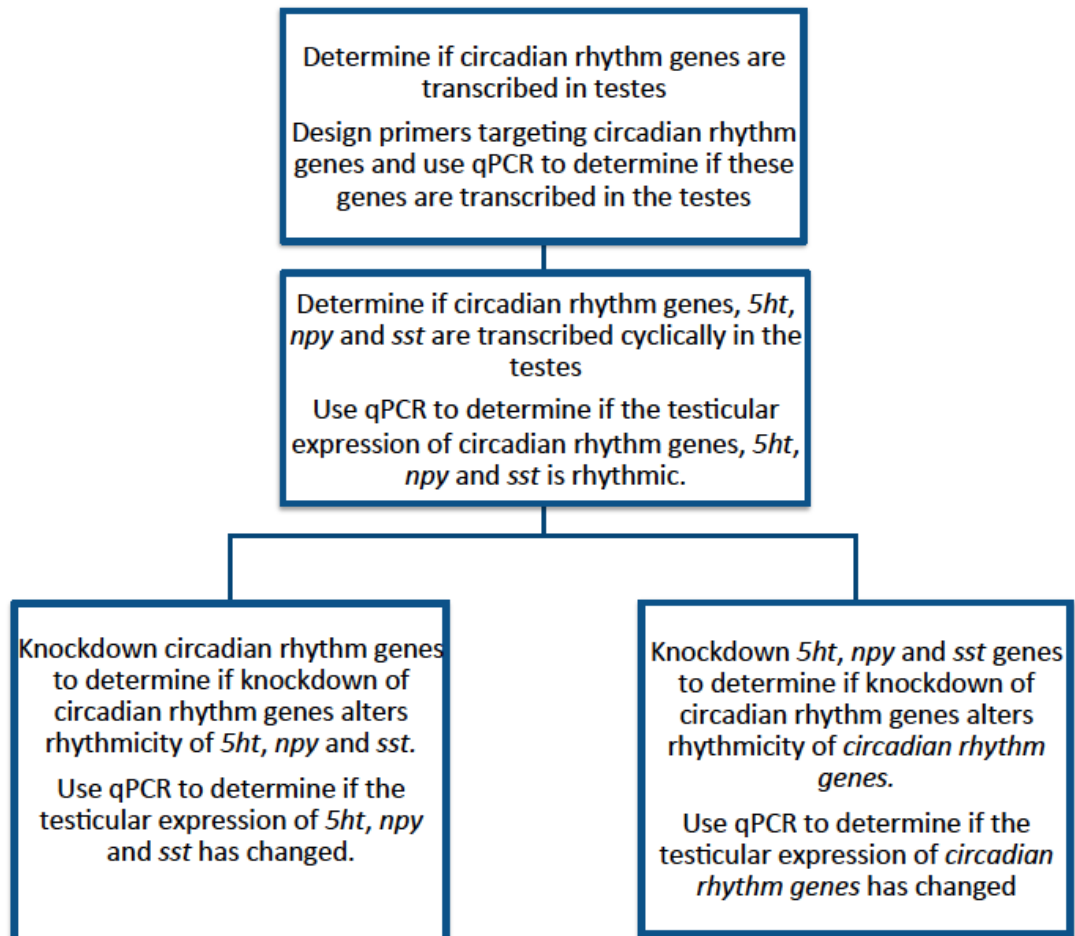 Determine if circadian rhythm genes are
transcribed in testes
Design primers targeting circadian rhythm
genes and use qPCR to determine if these
genes are transcribed in the testes
Determine if circadian rhythm genes, 5ht,
npy and sst are transcribed cyclically in the
testes
Use qPCR to determine if the testicular
expression of circadian rhythm genes, 5ht,
npy and sst is rhythmic.
Knockdown circadian rhythm genes
to determine if knockdown of
circadian rhythm genes alters
rhythmicity of 5ht, npy and sst.
Use qPCR to determine if the
testicular expression of 5ht, npy
and sst has changed.
Knockdown 5ht, npy and sst genes
to determine if knockdown of
circadian rhythm genes alters
rhythmicity of circadian rhythm
genes.
Use qPCR to determine if the
testicular expression of circadian
rhythm genes has changed